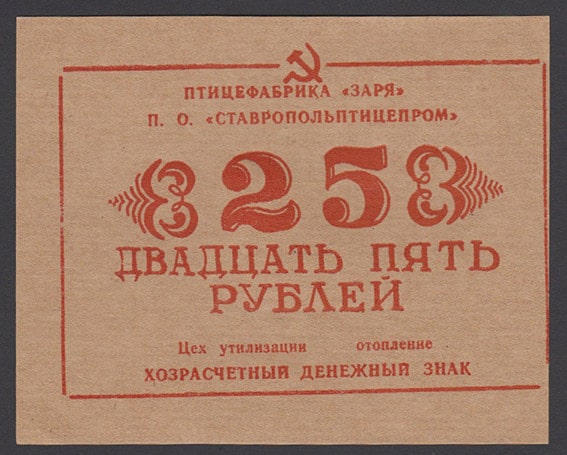 ПТИЦЕФАБРИКА «ЗАРЯ»
П. О. «СТАВРОПОЛЬПТИЦЕПРОМ»
25
ДВАДЦАТЬ ПЯТЬ
РУБЛЕЙ
Цех утилизации отопление
ХОЗРАСЧЕТНЫЙ ДЕНЕЖНЫЙ ЗНАК